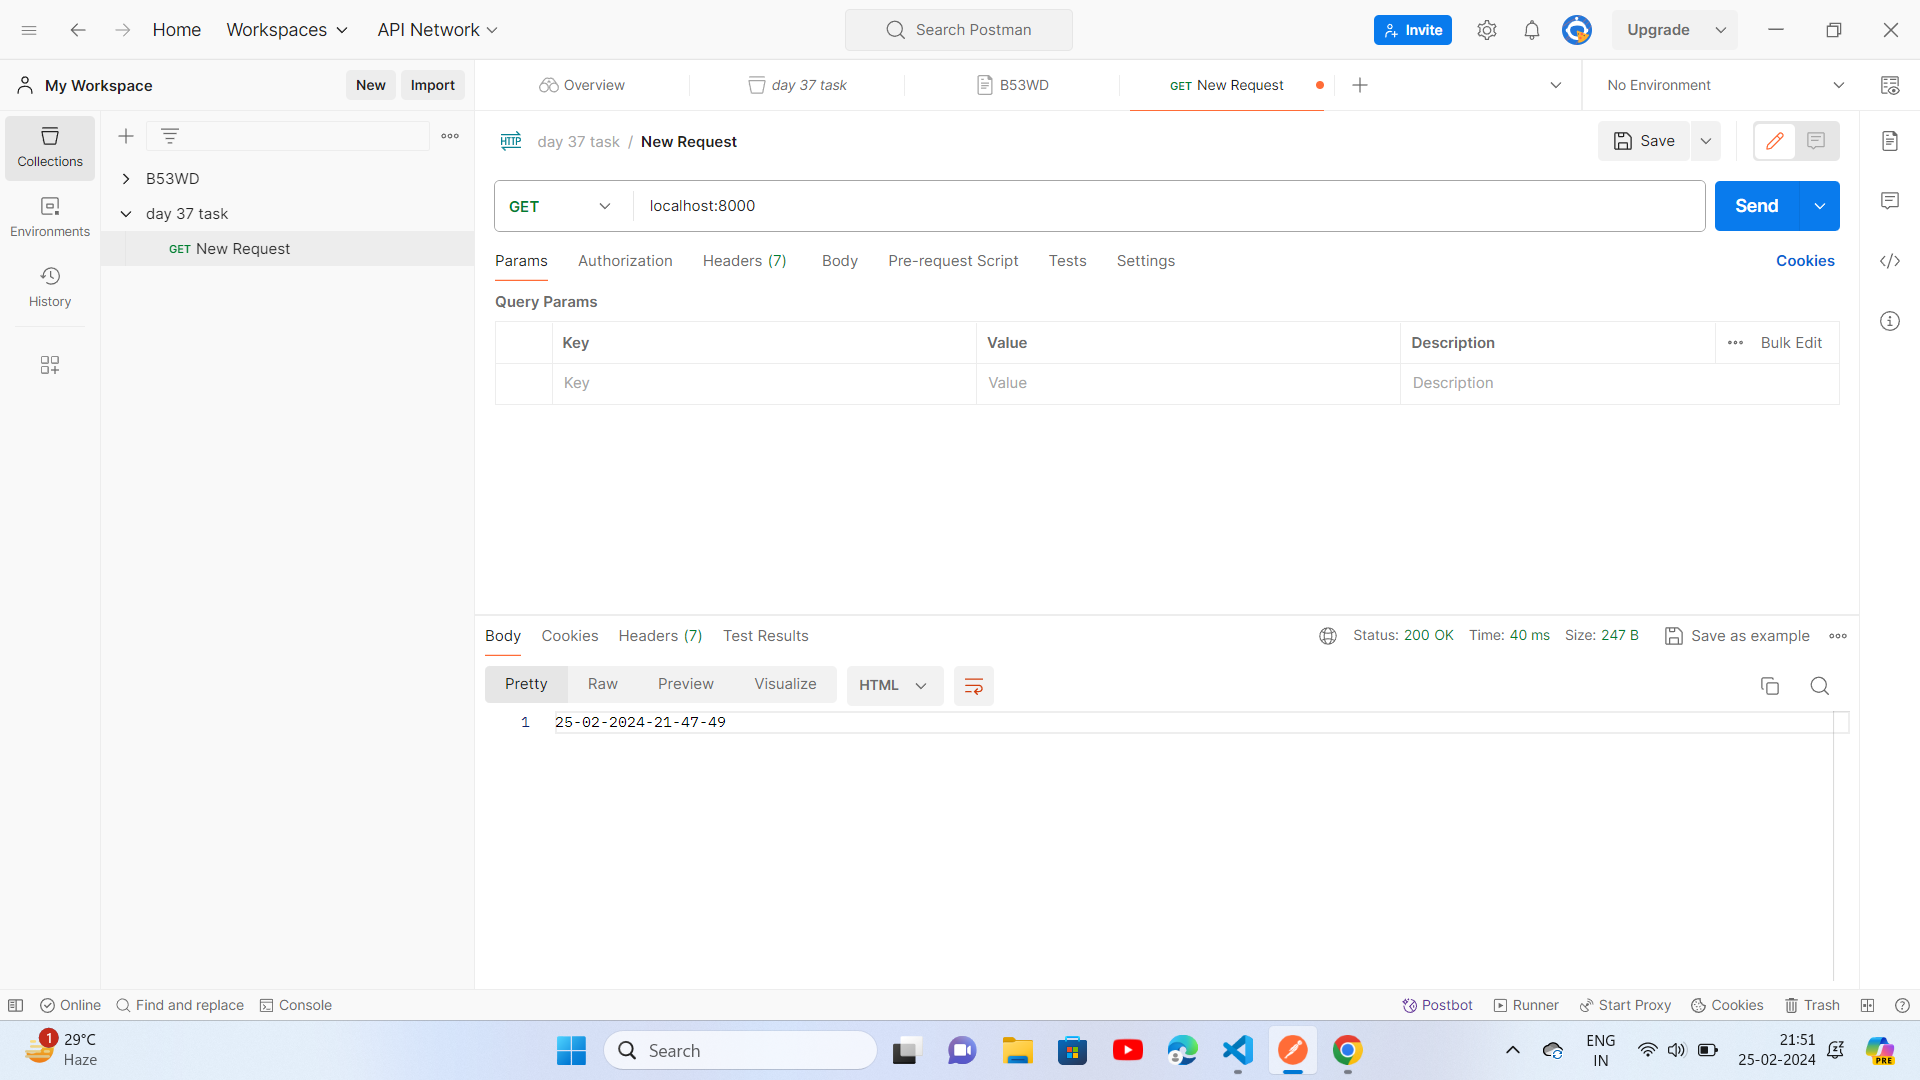 Home Workspaces API Network Search Postman Invite Upgrade
My Workspace New Import Overview day 37 task B53WD GET New Request No Environment
Collections
Environments
History
B53WD
day 37 task
GET New Request
HTTP day 37 task / New Request Save
GET localhost:8000 Send
Params Authorization Headers (7) Body Pre-request Script Tests Settings Cookies
Query Params
Key Value Description Bulk Edit
Key Value Description
Body Cookies Headers (7) Test Results Status: 200 OK Time: 40 ms Size: 247 B Save as example
Pretty Raw Preview Visualize HTML
1 25-02-2024-21-47-49
Online Find and replace Console Postbot Runner Start Proxy Cookies Trash
1 29°C
Haze
Search
ENG
IN
21:51
25-02-2024
PRE